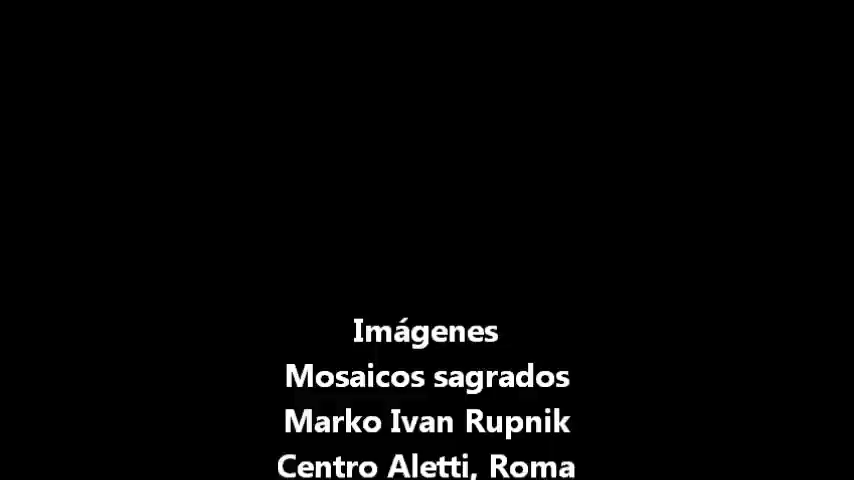 Imágenes
Mosaicos sagrados
Marko Ivan Rupnik
Centro Aletti, Roma